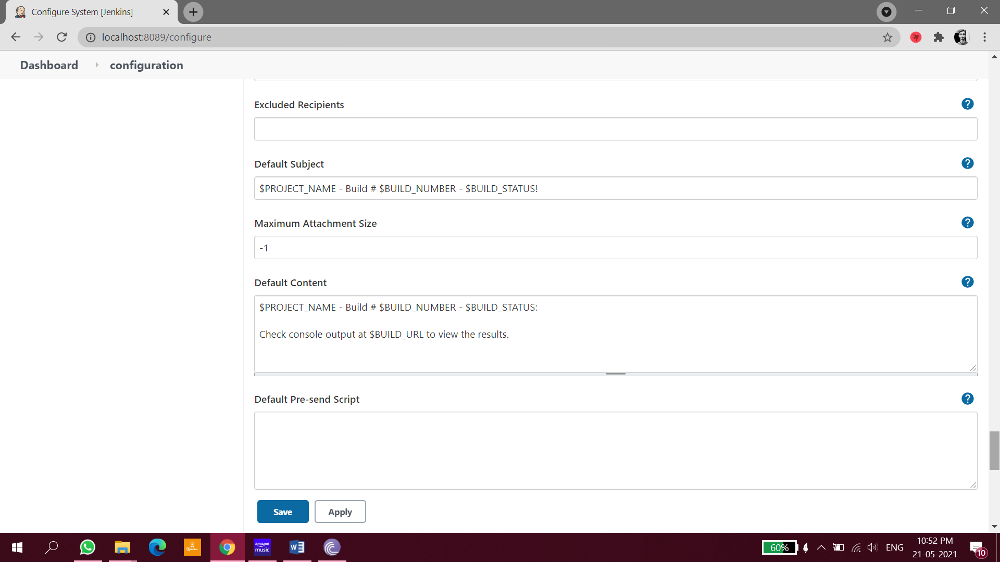 Configure System [Jenkins]
localhost:8089/configure
Dashboard configuration
Excluded Recipients
Default Subject
$PROJECT_NAME - Build # $BUILD_NUMBER - $BUILD_STATUS!
Maximum Attachment Size
-1
Default Content
$PROJECT_NAME - Build # $BUILD_NUMBER - $BUILD_STATUS:
Check console output at $BUILD_URL to view the results.
Default Pre-send Script
Save Apply
amazon
music
60%
ENG
10:52 PM
21-05-2021
10